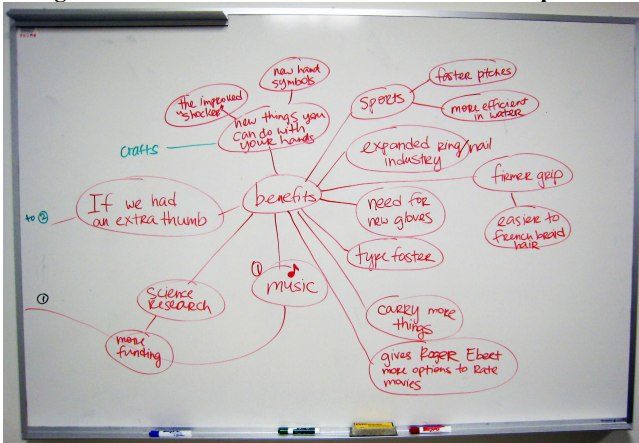 new hand
symbols
the improved
"shocker"
new things you
can do with
your hands
crafts
sports
faster pitches
more efficient
in water
expanded ring/nail
industry
firmer grip
easier to
french braid
hair
If we had
an extra thumb
benefits
need for
new gloves
to ②
type faster
① music
science
research
①
more
funding
carry more
things
gives Roger Ebert
more options to rate
movies